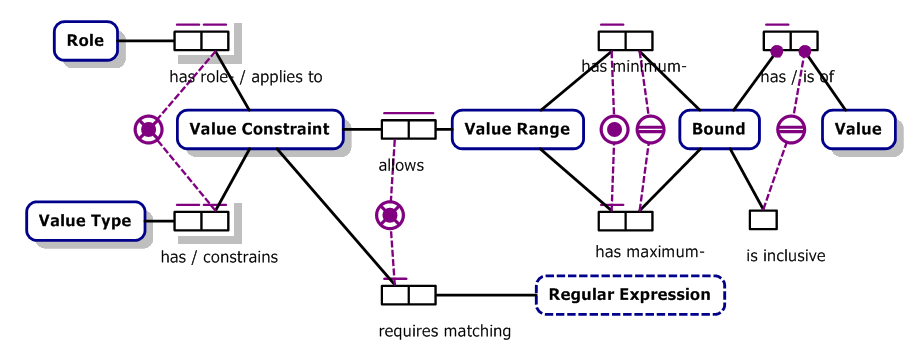 Role
has role- / applies to
has minimum-
has / is of
Value Constraint
allows
Value Range
Bound
Value
Value Type
has / constrains
has maximum-
is inclusive
Regular Expression
requires matching